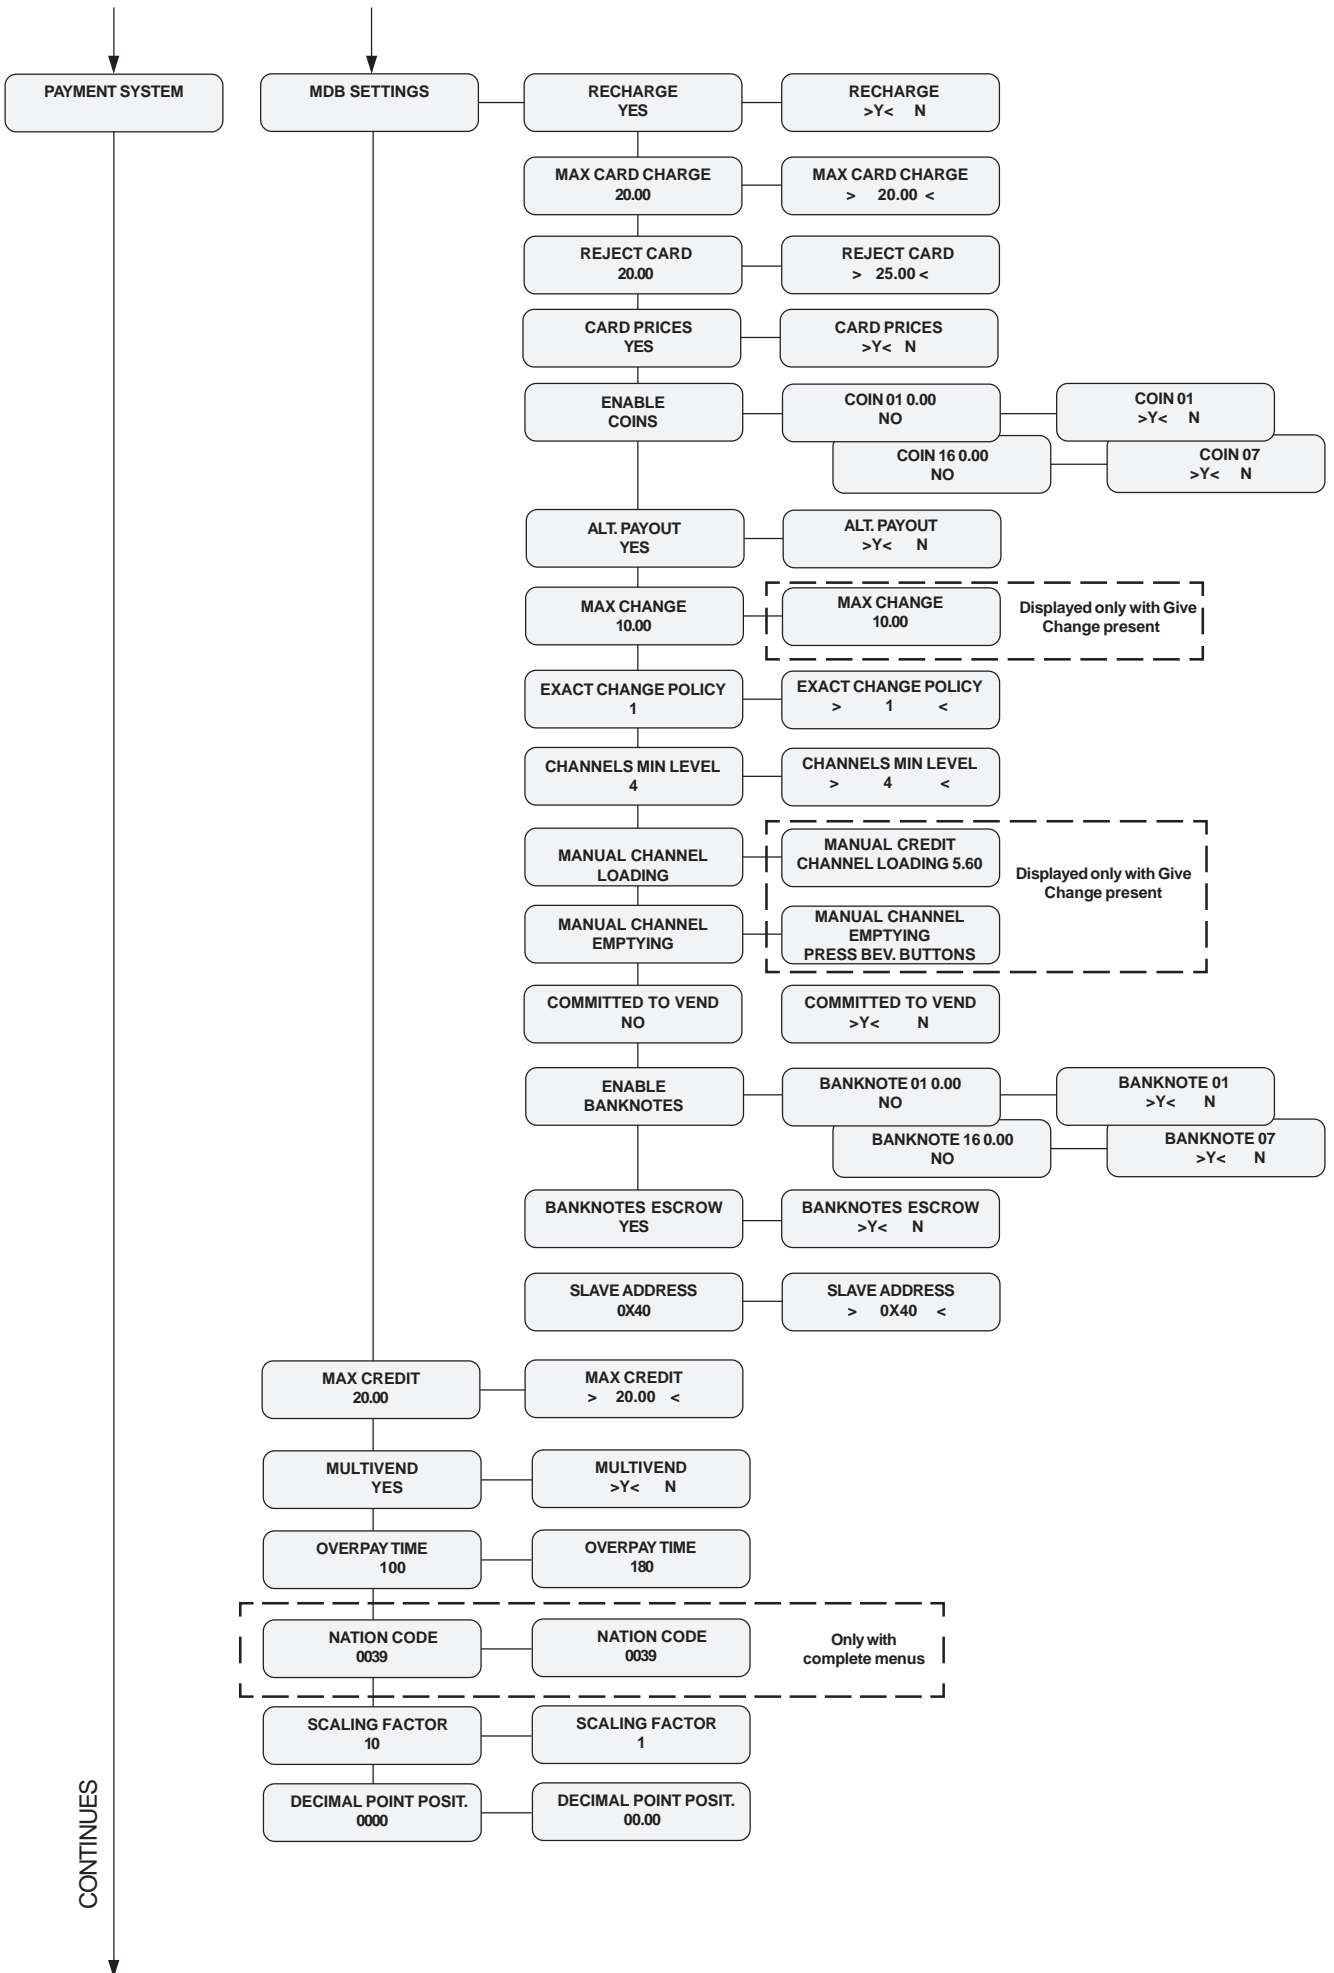 PAYMENT SYSTEM
MDB SETTINGS
RECHARGE
YES
RECHARGE
>Y< N
MAX CARD CHARGE
20.00
MAX CARD CHARGE
> 20.00 <
REJECT CARD
20.00
REJECT CARD
> 25.00 <
CARD PRICES
YES
CARD PRICES
>Y< N
ENABLE
COINS
COIN 01 0.00
NO
COIN 01
>Y< N
COIN 16 0.00
NO
COIN 07
>Y< N
ALT. PAYOUT
YES
ALT. PAYOUT
>Y< N
MAX CHANGE
10.00
MAX CHANGE
10.00
Displayed only with Give
Change present
EXACT CHANGE POLICY
1
EXACT CHANGE POLICY
> 1 <
CHANNELS MIN LEVEL
4
CHANNELS MIN LEVEL
> 4 <
MANUAL CHANNEL
LOADING
MANUAL CREDIT
CHANNEL LOADING 5.60
Displayed only with Give
Change present
MANUAL CHANNEL
EMPTYING
MANUAL CHANNEL
EMPTYING
PRESS BEV. BUTTONS
COMMITTED TO VEND
NO
COMMITTED TO VEND
>Y< N
ENABLE
BANKNOTES
BANKNOTE 01 0.00
NO
BANKNOTE 01
>Y< N
BANKNOTE 16 0.00
NO
BANKNOTE 07
>Y< N
BANKNOTES ESCROW
YES
BANKNOTES ESCROW
>Y< N
SLAVE ADDRESS
0X40
SLAVE ADDRESS
> 0X40 <
MAX CREDIT
20.00
MAX CREDIT
> 20.00 <
MULTIVEND
YES
MULTIVEND
>Y< N
OVERPAY TIME
100
OVERPAY TIME
180
NATION CODE
0039
NATION CODE
0039
Only with
complete menus
SCALING FACTOR
10
SCALING FACTOR
1
DECIMAL POINT POSIT.
0000
DECIMAL POINT POSIT.
00.00
CONTINUES